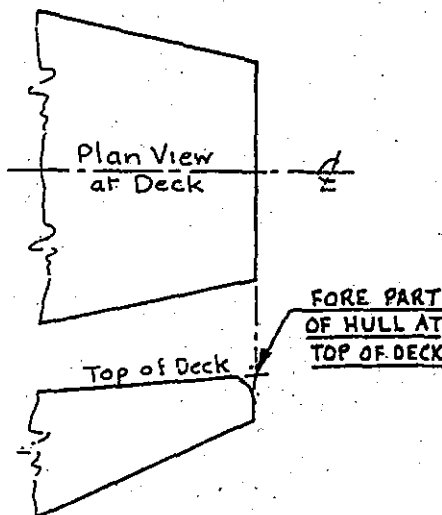 Plan View
at Deck
FORE PART
OF HULL AT
TOP OF DECK
Top of Deck